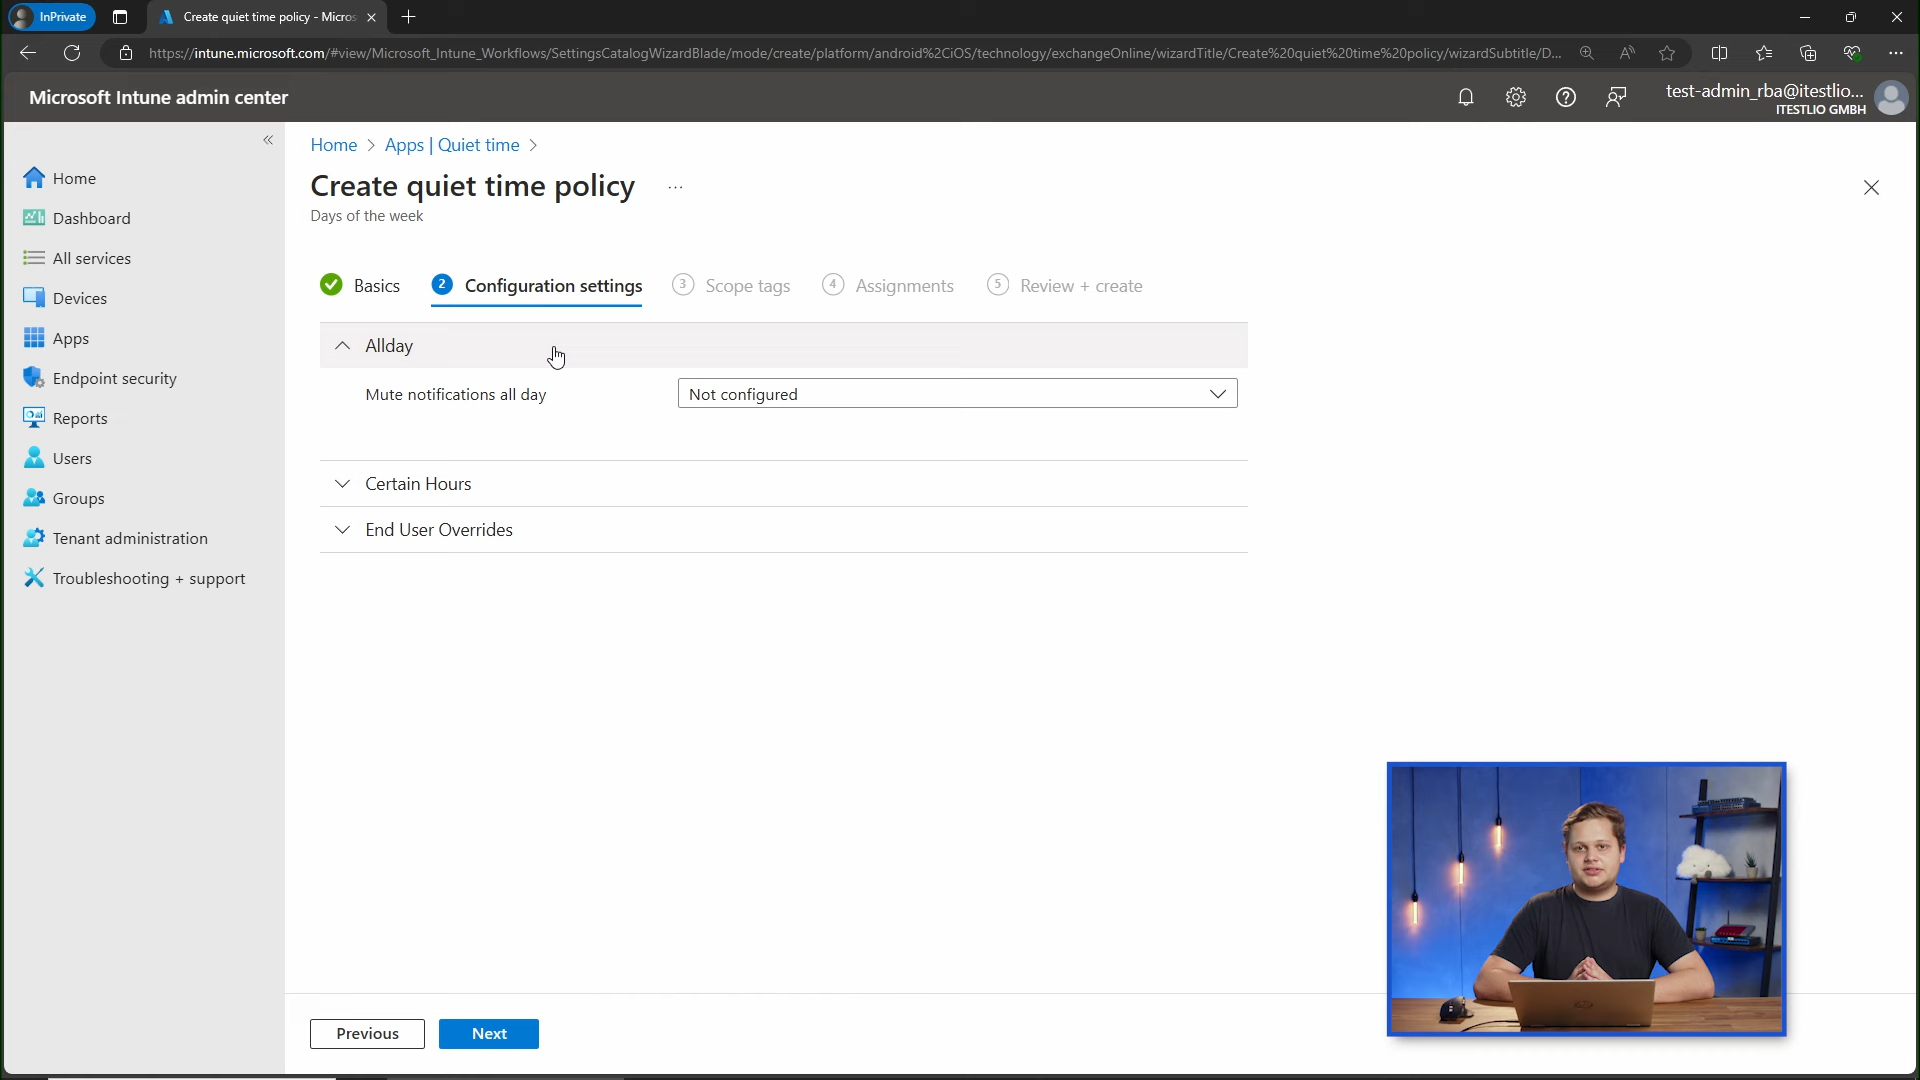 InPrivate
Create quiet time policy - Micros
https://intune.microsoft.com/#view/Microsoft_Intune_Workflows/SettingsCatalogWizardBlade/mode/create/platform/android%2CiOS/technology/exchangeOnline/wizardTitle/Create%20quiet%20time%20policy/wizardSubtitle/D...
Microsoft Intune admin center
test-admin_rba@itestlio...
ITESTLIO GMBH
Home
Dashboard
All services
Devices
Apps
Endpoint security
Reports
Users
Groups
Tenant administration
Troubleshooting + support
Home > Apps | Quiet time >
Create quiet time policy ...
Days of the week
Basics
2 Configuration settings
3 Scope tags
4 Assignments
5 Review + create
Allday
Mute notifications all day
Not configured
Certain Hours
End User Overrides
Previous
Next